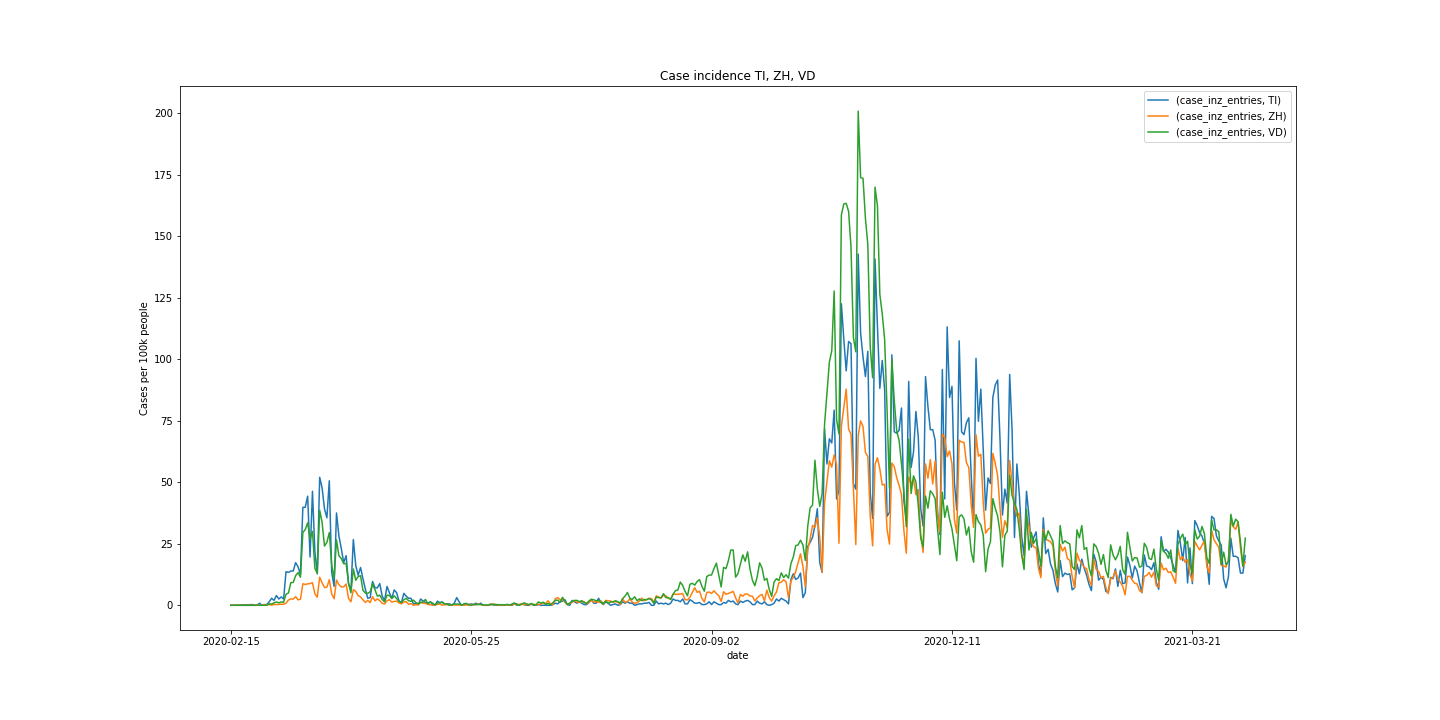 Case incidence TI, ZH, VD
(case_inz_entries, TI)
(case_inz_entries, ZH)
(case_inz_entries, VD)
Cases per 100k people
200
175
150
125
100
75
50
25
0
2020-02-15 2020-05-25 2020-09-02 2020-12-11 2021-03-21
date